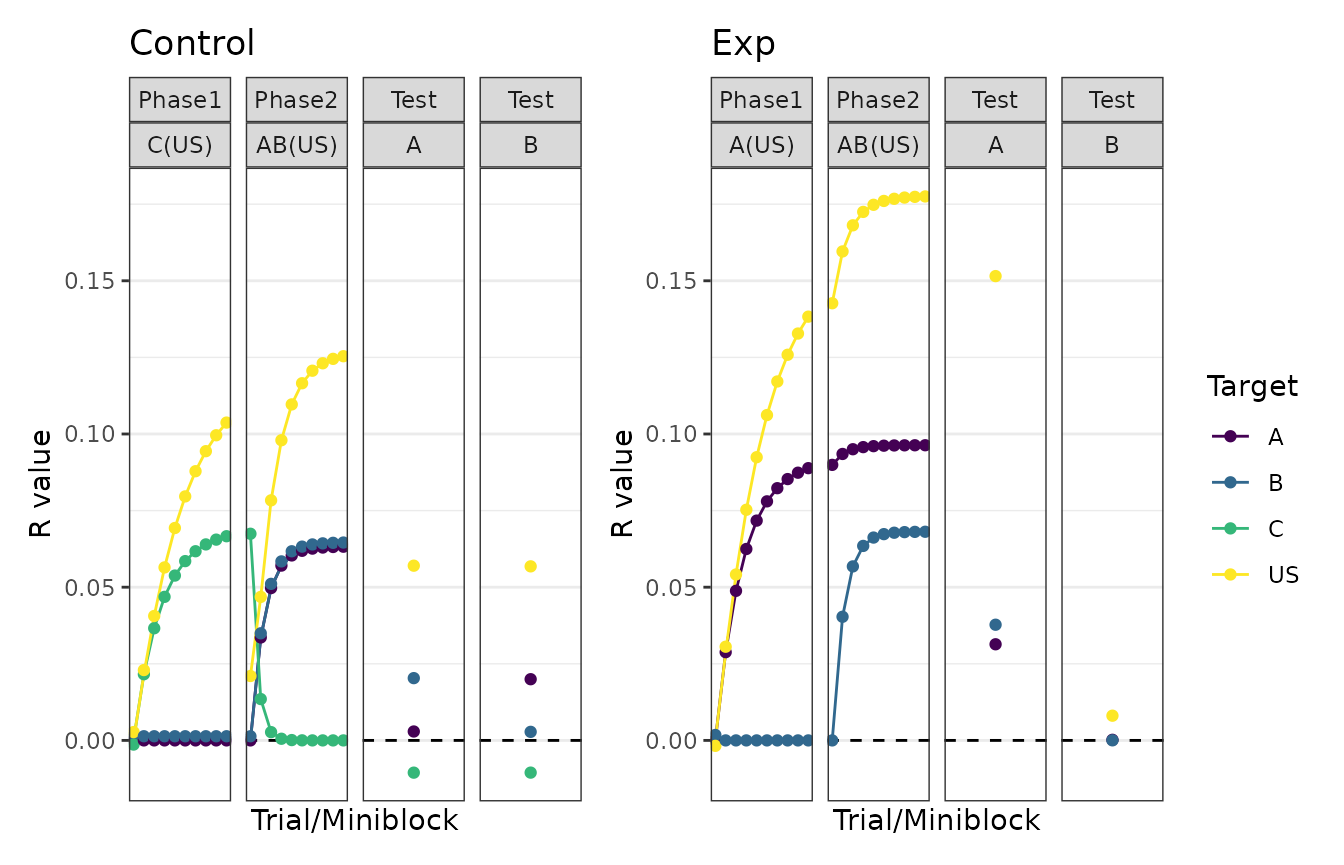 Control
Phase1 Phase2 Test Test
C(US) AB(US) A B
0.15
0.10
0.05
0.00
R value
Trial/Miniblock
Exp
Phase1 Phase2 Test Test
A(US) AB(US) A B
0.15
0.10
0.05
0.00
R value
Trial/Miniblock
Target
A
B
C
US